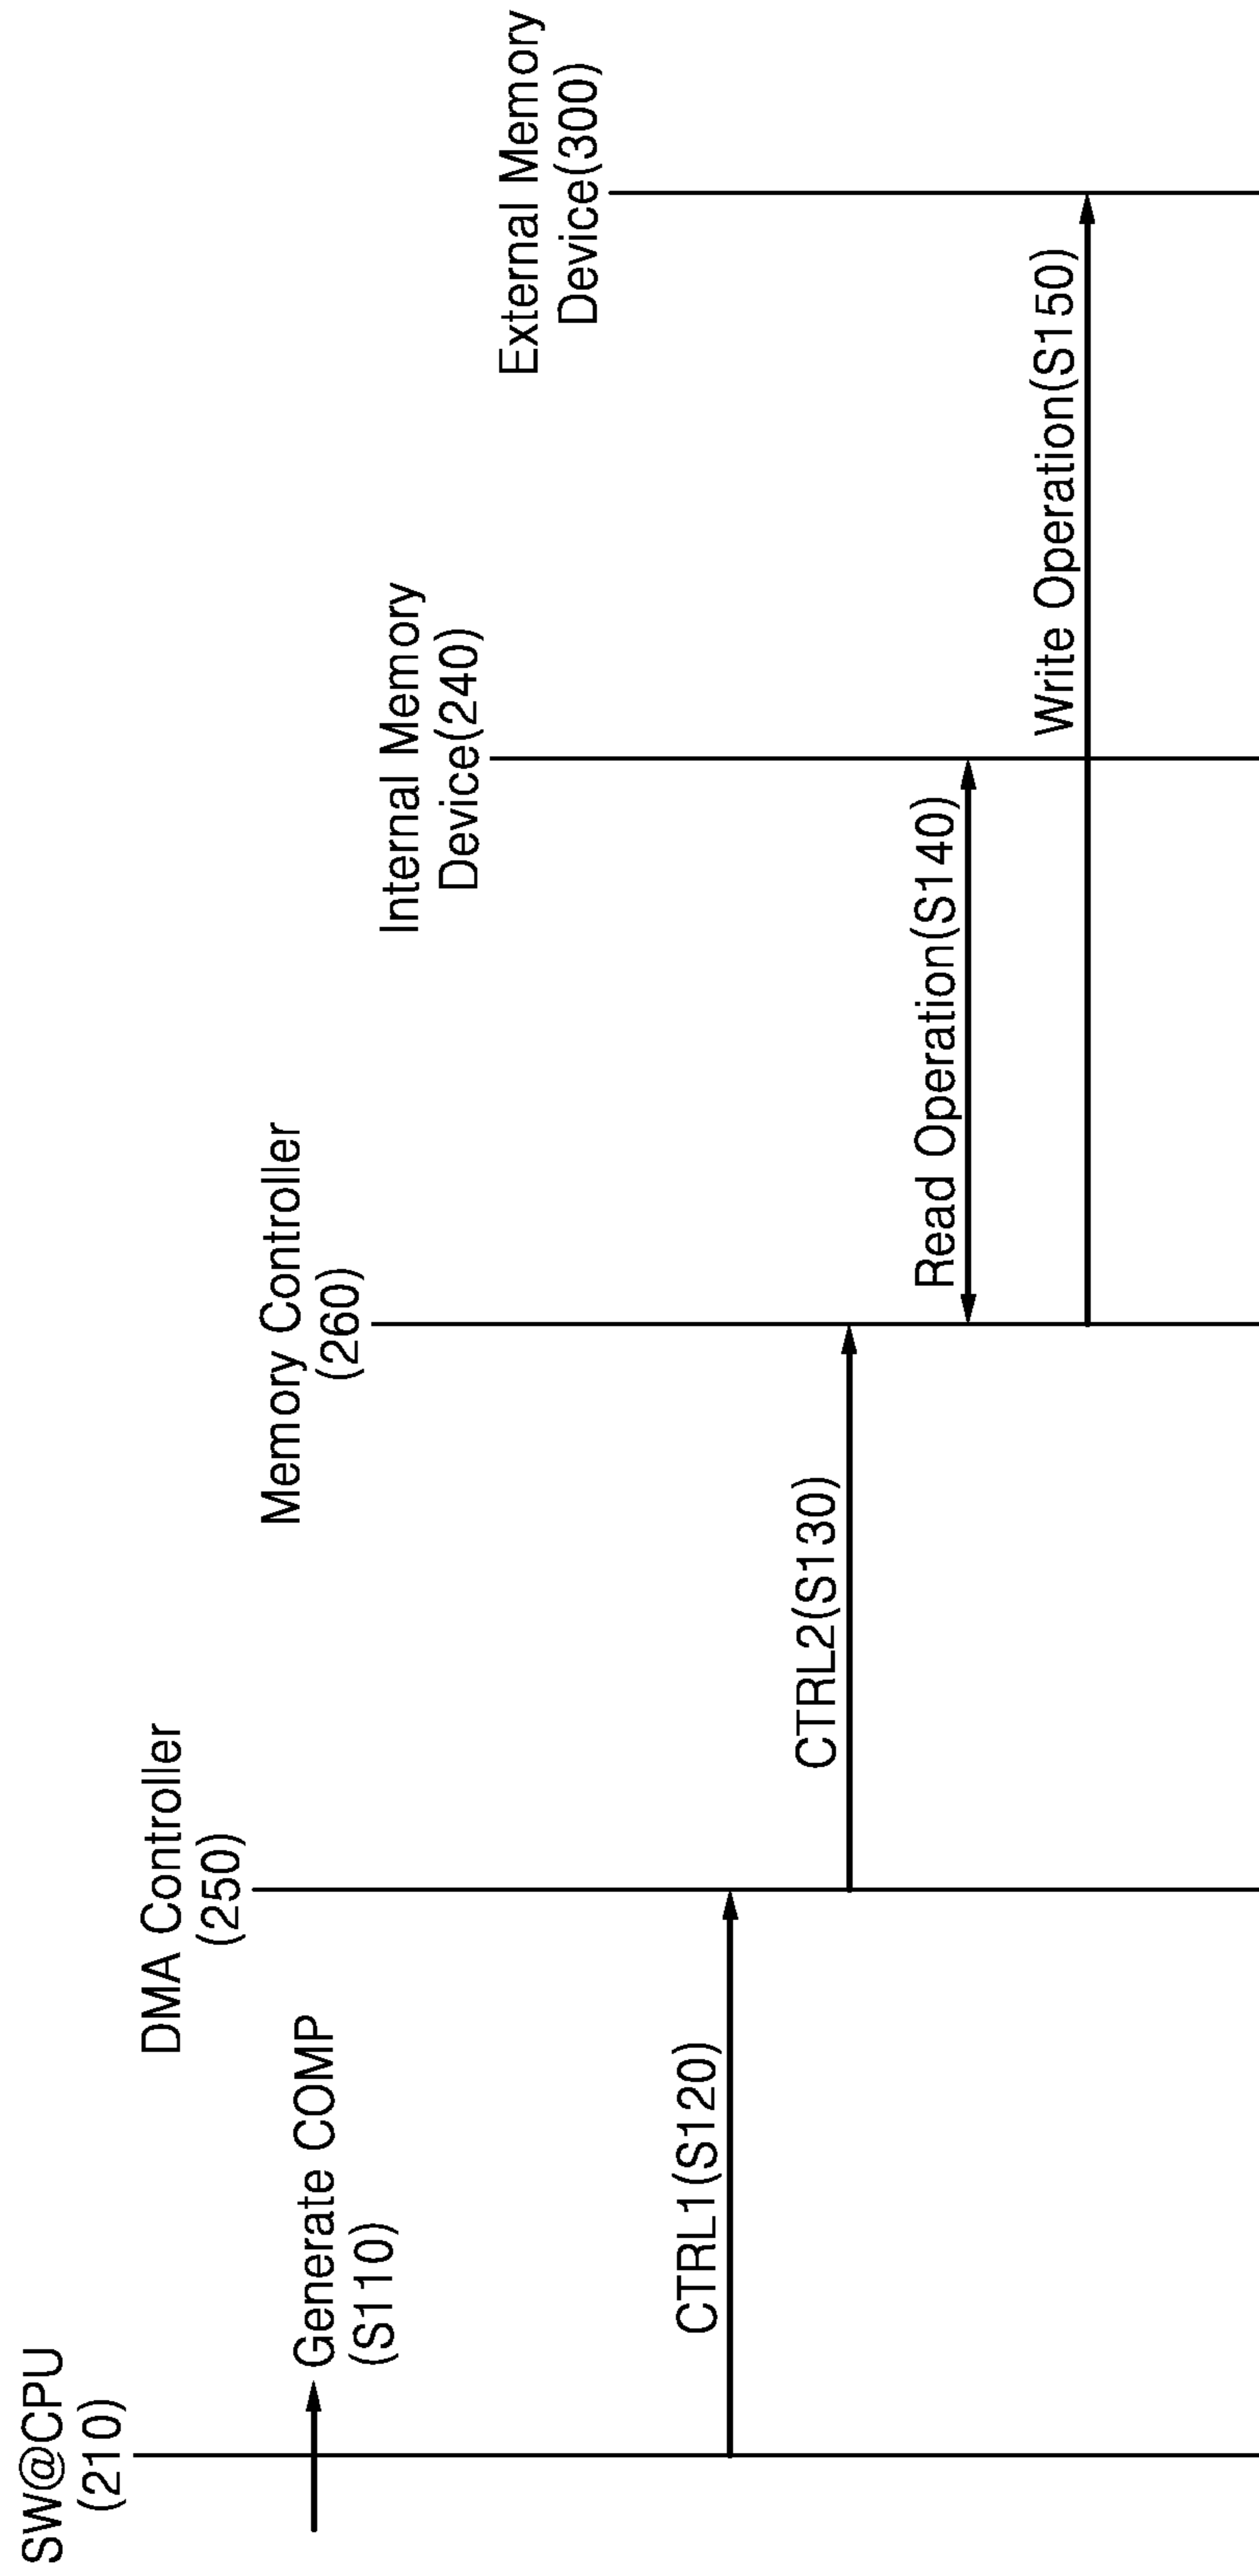 SW@CPU
(210)
DMA Controller
(250)
Memory Controller
(260)
Internal Memory
Device(240)
External Memory
Device(300)
Generate COMP
(S110)
CTRL1(S120)
CTRL2(S130)
Read Operation(S140)
Write Operation(S150)